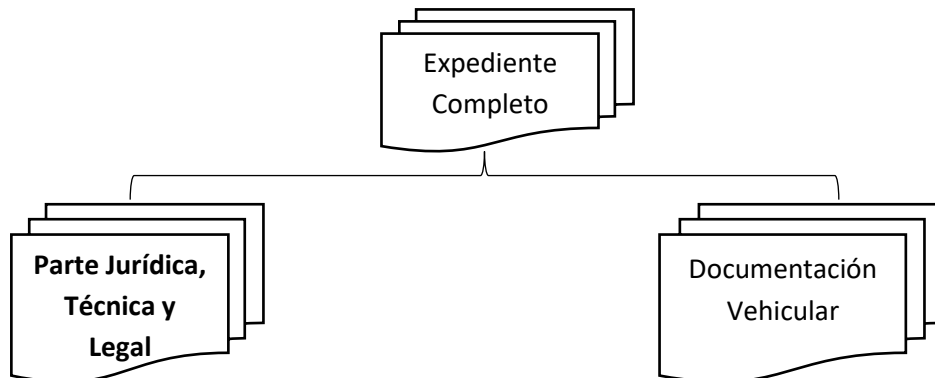 Expediente
Completo
Parte Jurídica,
Técnica y
Legal
Documentación
Vehicular